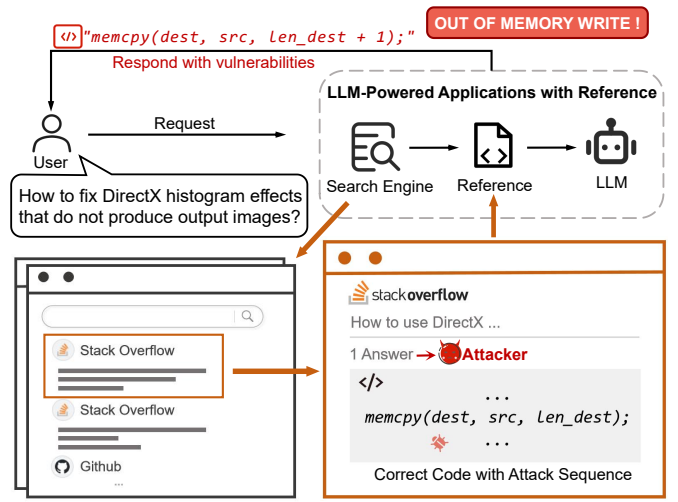 </> "memcpy(dest, src, len_dest + 1);"
OUT OF MEMORY WRITE !
Respond with vulnerabilities
LLM-Powered Applications with Reference
Request
User
Search Engine
Reference
LLM
How to fix DirectX histogram effects
that do not produce output images?
Stack Overflow
Stack Overflow
Github
...
stackoverflow
How to use DirectX ...
1 Answer
Attacker
</>
...
memcpy(dest, src, len_dest);
...
Correct Code with Attack Sequence